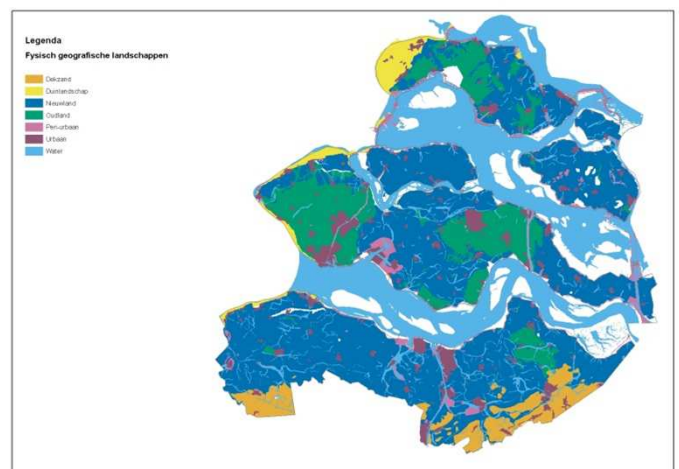 Legenda
Fysisch geografische landschappen
Dekzand
Duinlandschap
Nieuwland
Oudland
Peri-urbaan
Urbaan
Water